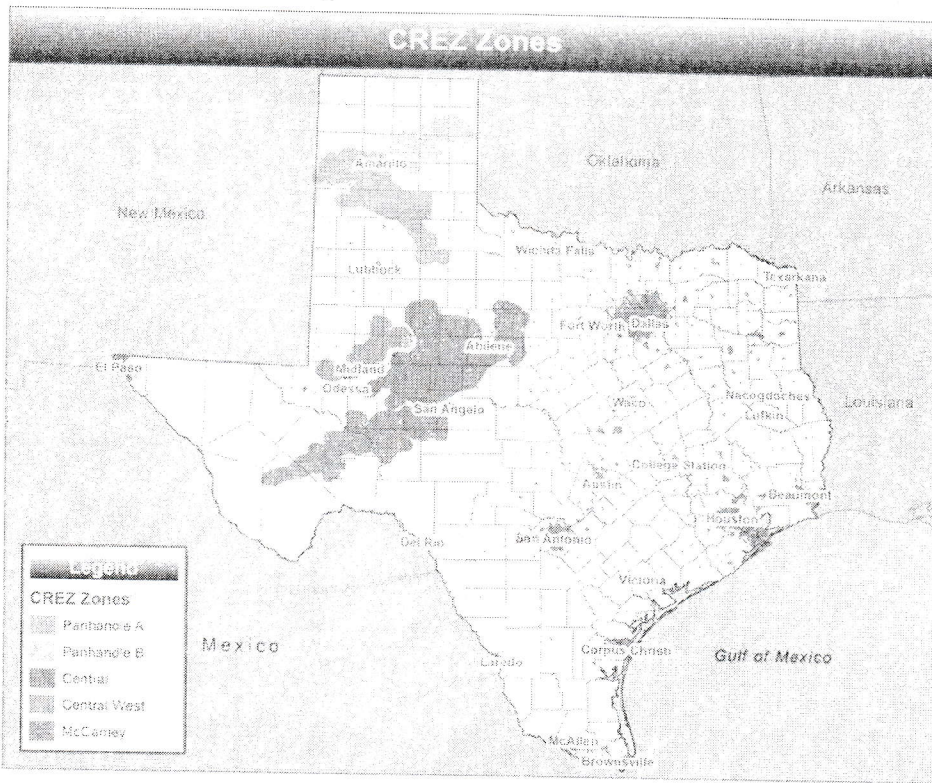 CREZ Zones
Oklahoma
Amarillo
Arkansas
New Mexico
Wichita Falls
Lubbock
Texarkana
Fort Worth
Dallas
Abilene
El Paso
Midland
Odessa
Nacogdoches
Louisiana
San Angelo
Waco
Lufkin
College Station
Austin
Beaumont
Houston
Del Rio
San Antonio
Victoria
Mexico
Corpus Christi
Gulf of Mexico
Laredo
McAllen
Brownsville
Legend
CREZ Zones
Panhandle A
Panhandle B
Central
Central West
McCamey